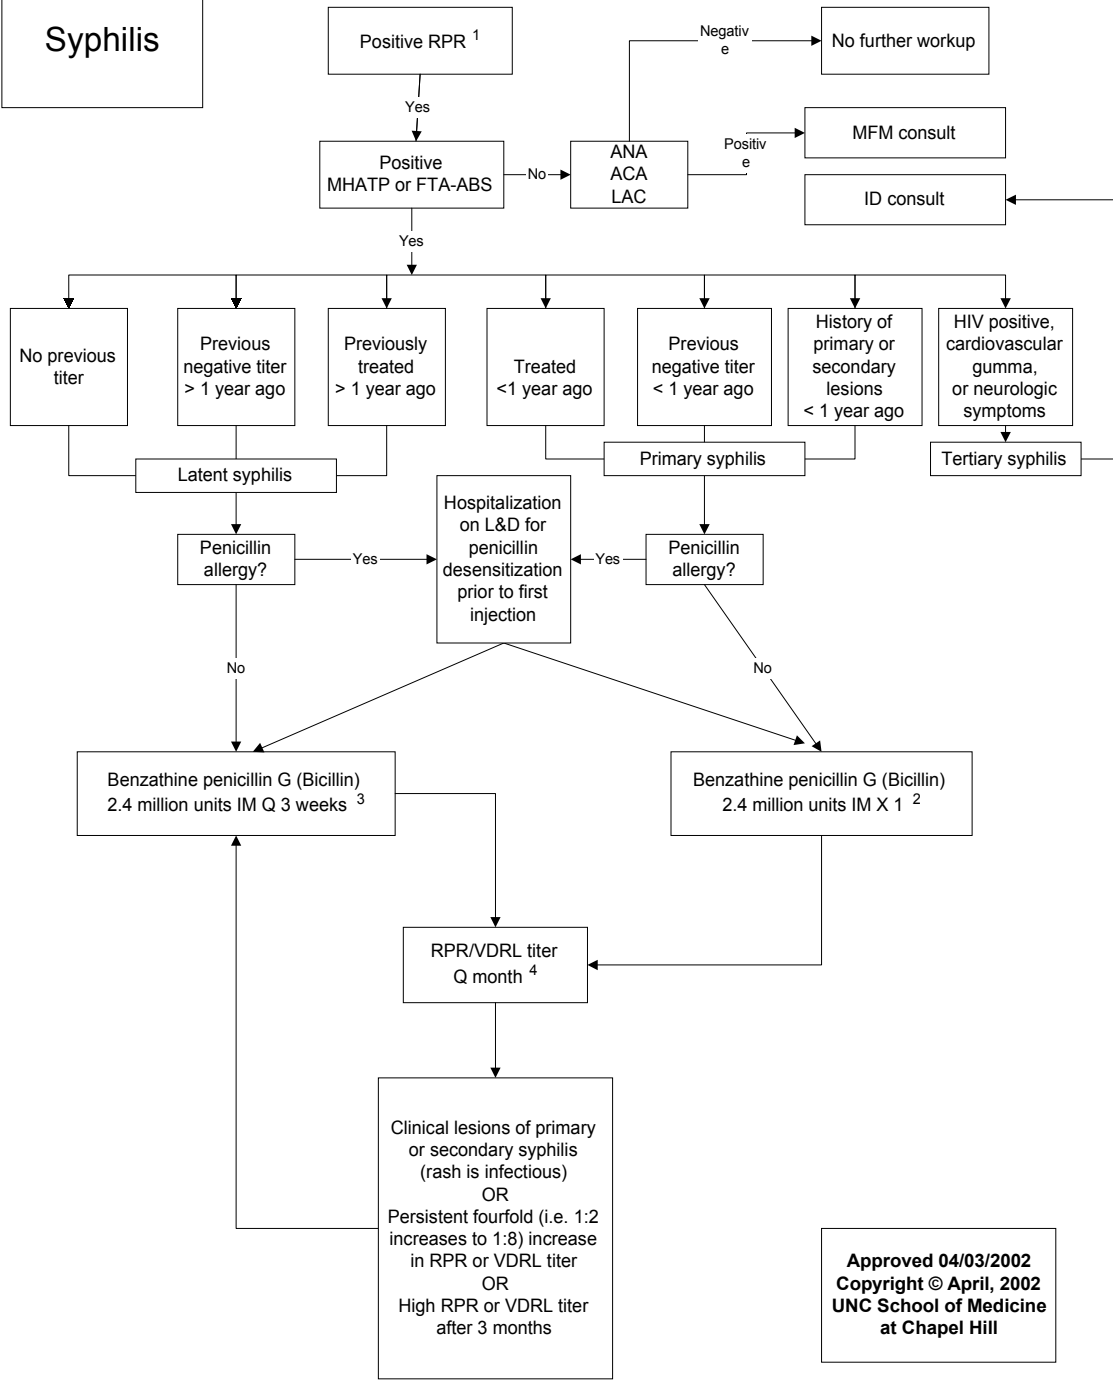 Syphilis
Positive RPR 1
Negativ
e
No further workup
Yes
MFM consult
Positive
MHATP or FTA-ABS
No
ANA
ACA
LAC
Positiv
e
ID consult
Yes
No previous
titer
Previous
negative titer
> 1 year ago
Previously
treated
> 1 year ago
Treated
<1 year ago
Previous
negative titer
< 1 year ago
History of
primary or
secondary
lesions
< 1 year ago
HIV positive,
cardiovascular
gumma,
or neurologic
symptoms
Latent syphilis
Primary syphilis
Tertiary syphilis
Penicillin
allergy?
Yes
Hospitalization
on L&D for
penicillin
desensitization
prior to first
injection
Yes
Penicillin
allergy?
No
No
Benzathine penicillin G (Bicillin)
2.4 million units IM Q 3 weeks 3
Benzathine penicillin G (Bicillin)
2.4 million units IM X 1 2
RPR/VDRL titer
Q month 4
Clinical lesions of primary
or secondary syphilis
(rash is infectious)
OR
Persistent fourfold (i.e. 1:2
increases to 1:8) increase
in RPR or VDRL titer
OR
High RPR or VDRL titer
after 3 months
Approved 04/03/2002
Copyright © April, 2002
UNC School of Medicine
at Chapel Hill